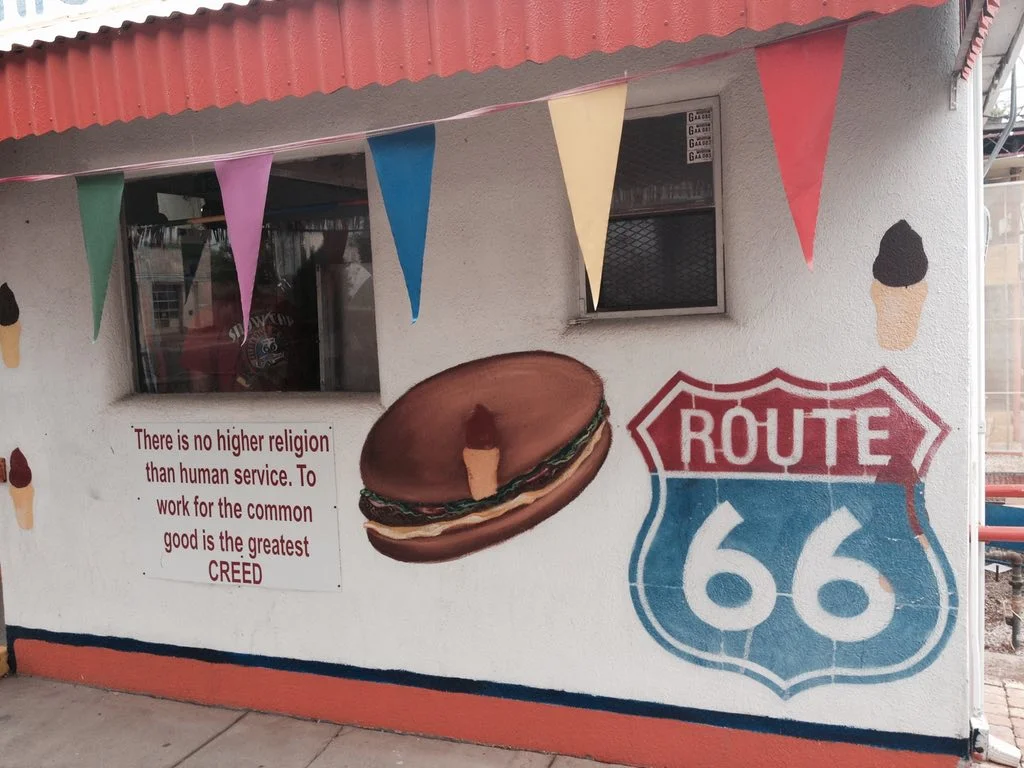 There is no higher religion
than human service. To
work for the common
good is the greatest
CREED
ROUTE
66